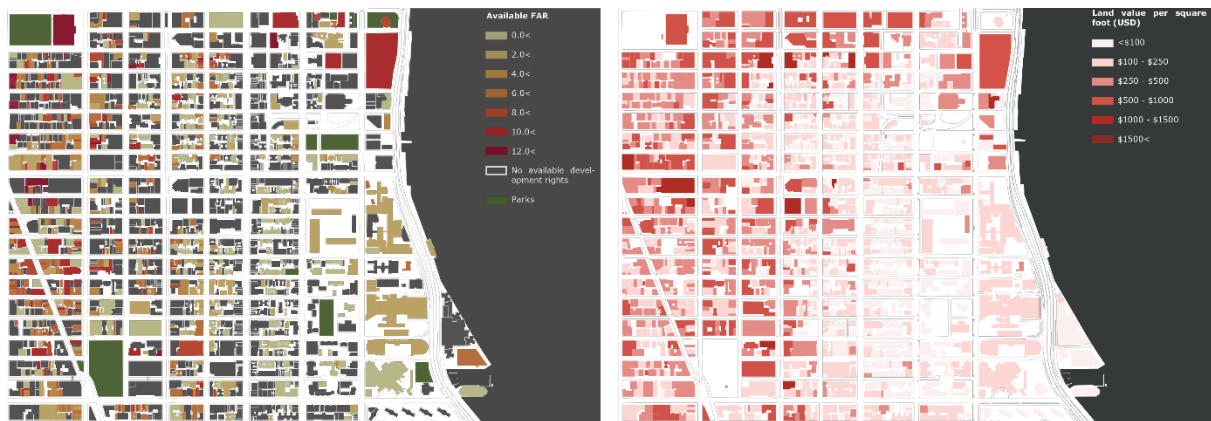 Available FAR
0.0<
2.0<
4.0<
6.0<
8.0<
10.0<
12.0<
No available devel-
opment rights
Parks
Land value per square
foot (USD)
<$100
$100 - $250
$250 - $500
$500 - $1000
$1000 - $1500
$1500<